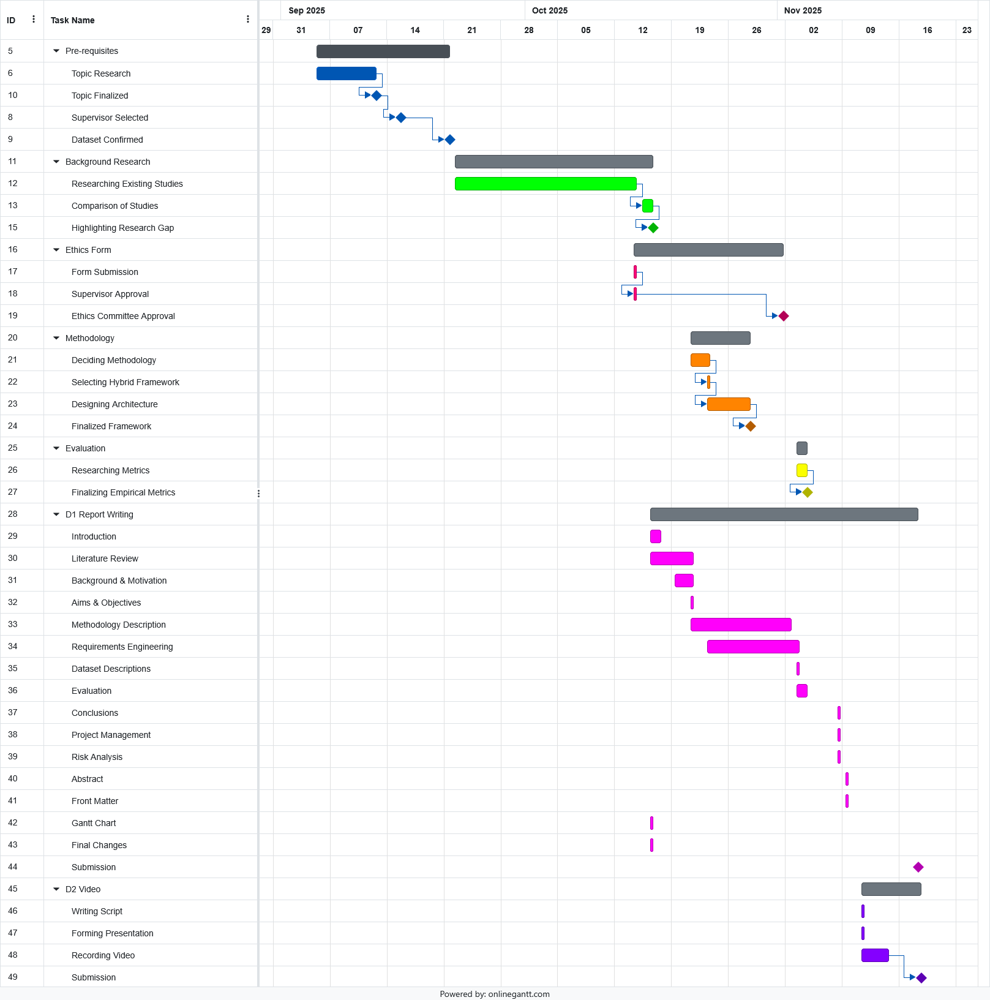 Sep 2025 Oct 2025 Nov 2025
ID Task Name
29 31 07 14 21 28 05 12 19 26 02 09 16 23
5 Pre-requisites
6 Topic Research
10 Topic Finalized
8 Supervisor Selected
9 Dataset Confirmed
11 Background Research
12 Researching Existing Studies
13 Comparison of Studies
15 Highlighting Research Gap
16 Ethics Form
17 Form Submission
18 Supervisor Approval
19 Ethics Committee Approval
20 Methodology
21 Deciding Methodology
22 Selecting Hybrid Framework
23 Designing Architecture
24 Finalized Framework
25 Evaluation
26 Researching Metrics
27 Finalizing Empirical Metrics
28 D1 Report Writing
29 Introduction
30 Literature Review
31 Background & Motivation
32 Aims & Objectives
33 Methodology Description
34 Requirements Engineering
35 Dataset Descriptions
36 Evaluation
37 Conclusions
38 Project Management
39 Risk Analysis
40 Abstract
41 Front Matter
42 Gantt Chart
43 Final Changes
44 Submission
45 D2 Video
46 Writing Script
47 Forming Presentation
48 Recording Video
49 Submission
Powered by: onlinegantt.com